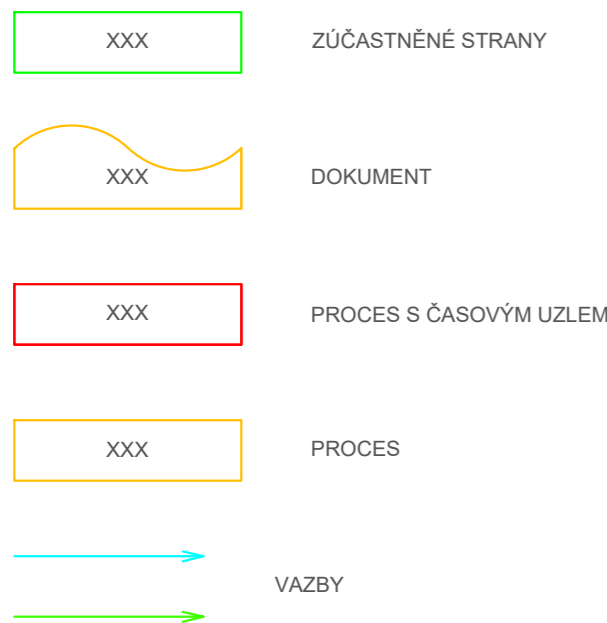 XXX ZÚČASTNĚNÉ STRANY
XXX DOKUMENT
XXX PROCES S ČASOVÝM UZLEM
XXX PROCES
VAZBY